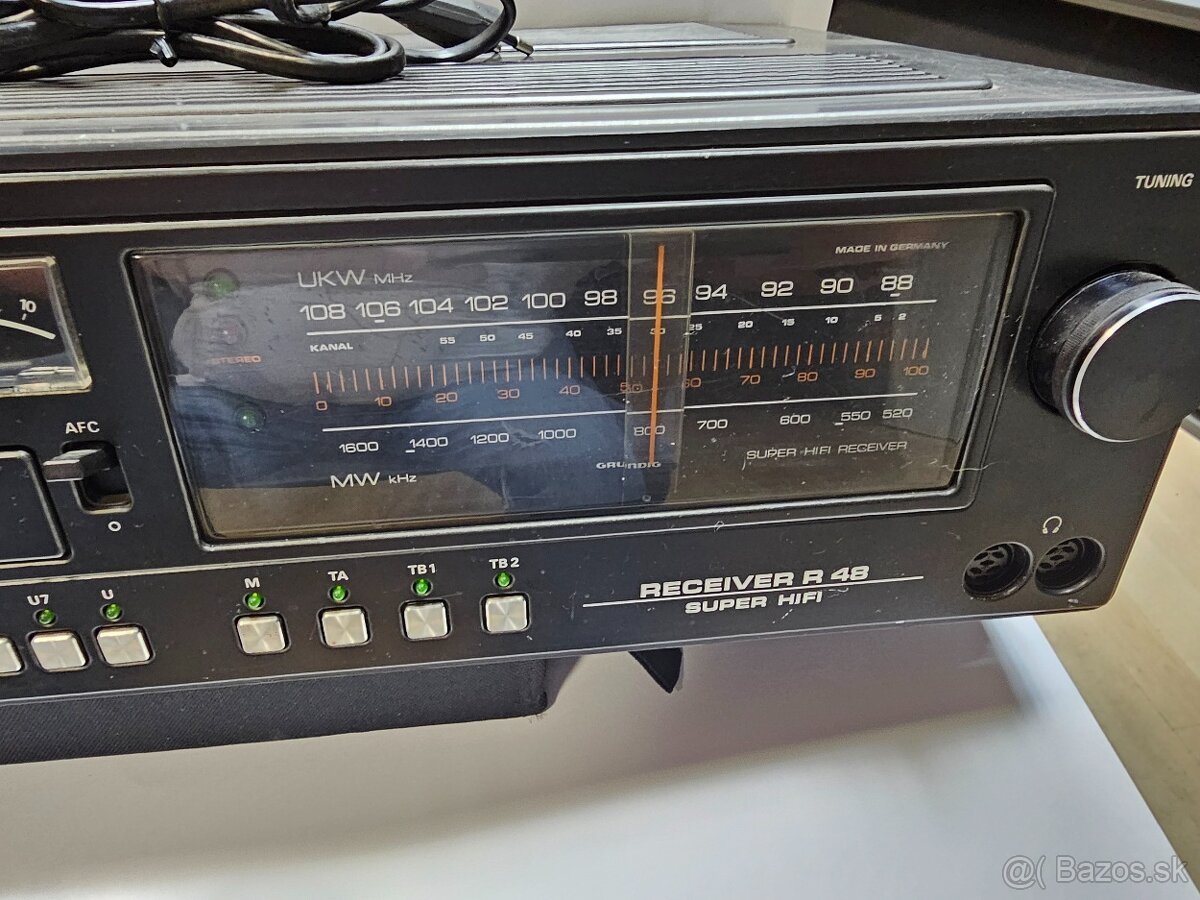 TUNING
MADE IN GERMANY
10
UKW MHz
108 106 104 102 100 98 96 94 92 90 88
KANAL 55 50 45 40 35 30 25 20 15 10 5 2
STEREO
0 10 20 30 40 50 60 70 80 90 100
1600 1400 1200 1000 800 700 600 550 520
MW kHz
GRUNDIG
SUPER HIFI RECEIVER
AFC
O
U7 U M TA TB1 TB2
RECEIVER R 48
SUPER HIFI
@( Bazos.sk